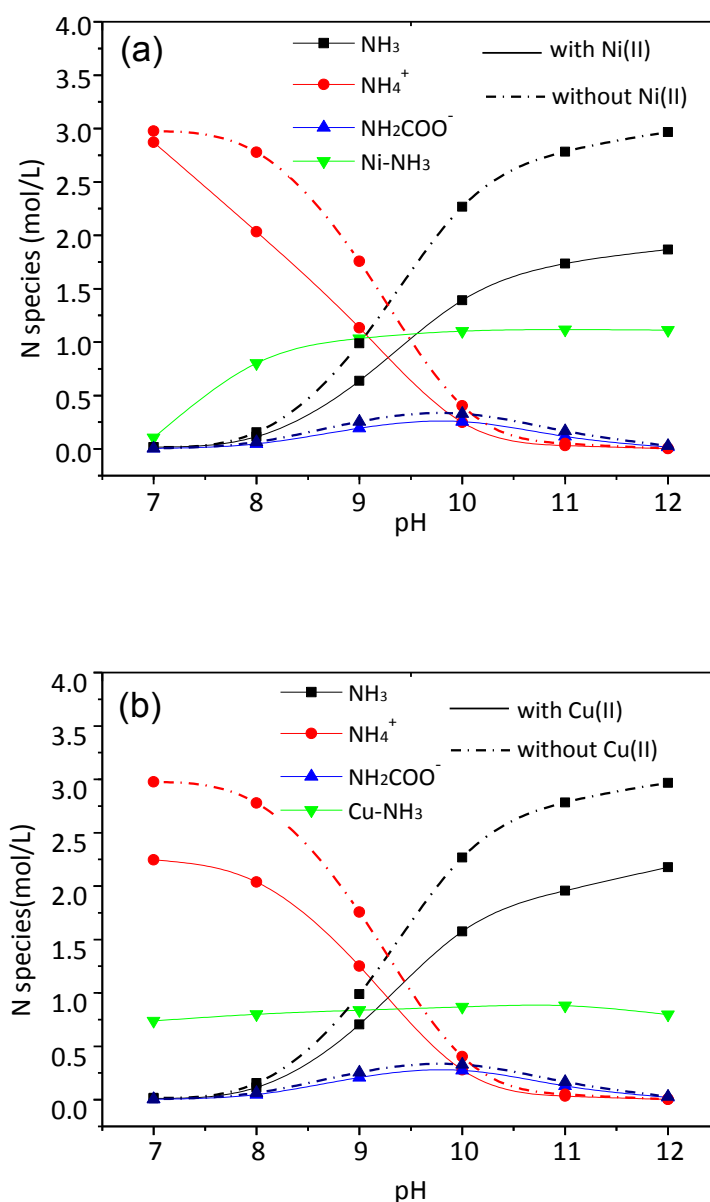 (a)
NH₃
NH₄⁺
NH₂COO⁻
Ni-NH₃
with Ni(II)
without Ni(II)
N species (mol/L)
4.0
3.5
3.0
2.5
2.0
1.5
1.0
0.5
0.0
7 8 9 10 11 12
pH
(b)
NH₃
NH₄⁺
NH₂COO⁻
Cu-NH₃
with Cu(II)
without Cu(II)
N species(mol/L)
4.0
3.5
3.0
2.5
2.0
1.5
1.0
0.5
0.0
7 8 9 10 11 12
pH